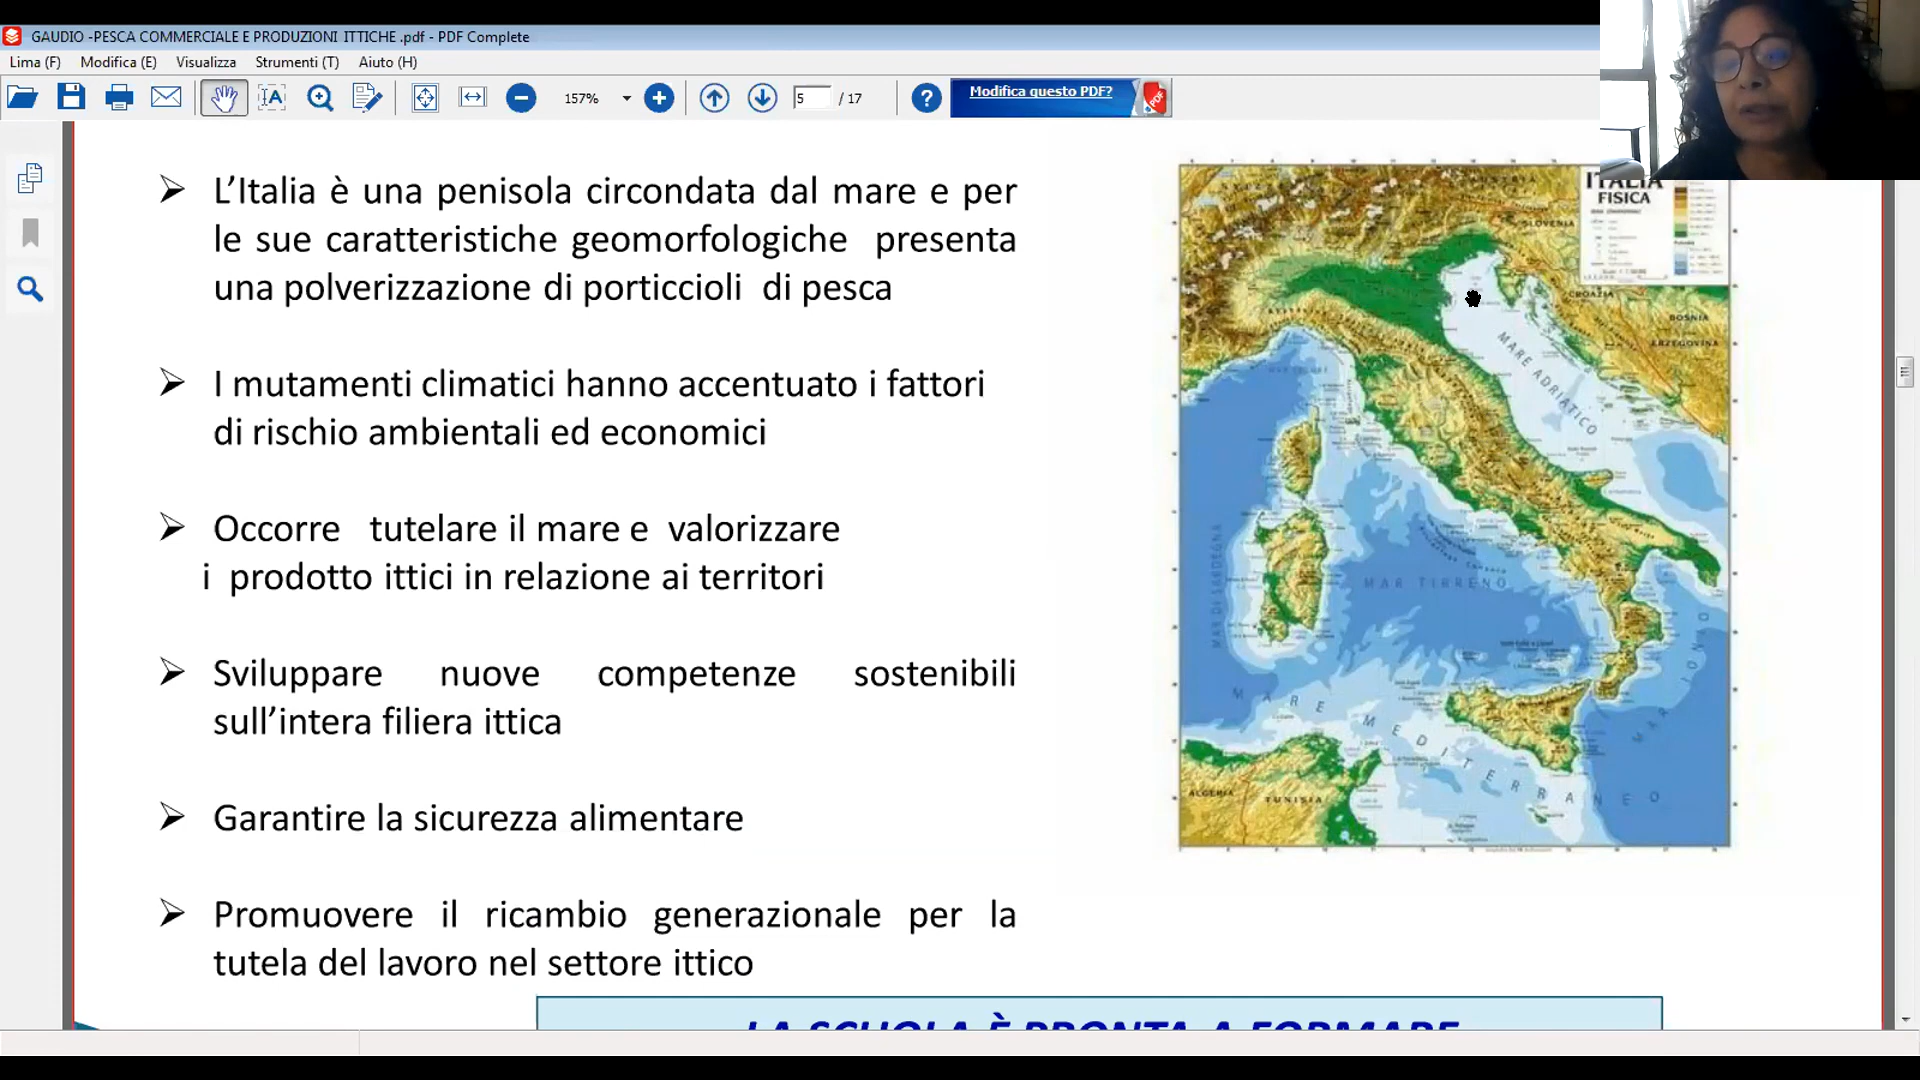 GAUDIO -PESCA COMMERCIALE E PRODUZIONI ITTICHE .pdf - PDF Complete
Lima (F) Modifica (E) Visualizza Strumenti (T) Aiuto (H)
157% 5 / 17 Modifica questo PDF?
PDF
➢ L’Italia è una penisola circondata dal mare e per
le sue caratteristiche geomorfologiche presenta
una polverizzazione di porticcioli di pesca
➢ I mutamenti climatici hanno accentuato i fattori
di rischio ambientali ed economici
➢ Occorre tutelare il mare e valorizzare
i prodotto ittici in relazione ai territori
➢ Sviluppare nuove competenze sostenibili
sull’intera filiera ittica
➢ Garantire la sicurezza alimentare
➢ Promuovere il ricambio generazionale per la
tutela del lavoro nel settore ittico
LA SCUOLA È PRONTA A FORMARE
ITALIA
FISICA
SLOVENIA
CROAZIA
BOSNIA
ERZEGOVINA
MARE ADRIATICO
MAR DI SARDEGNA
MAR TIRRENO
MAR IONIO
MARE MEDITERRANEO
ALGERIA
TUNISIA